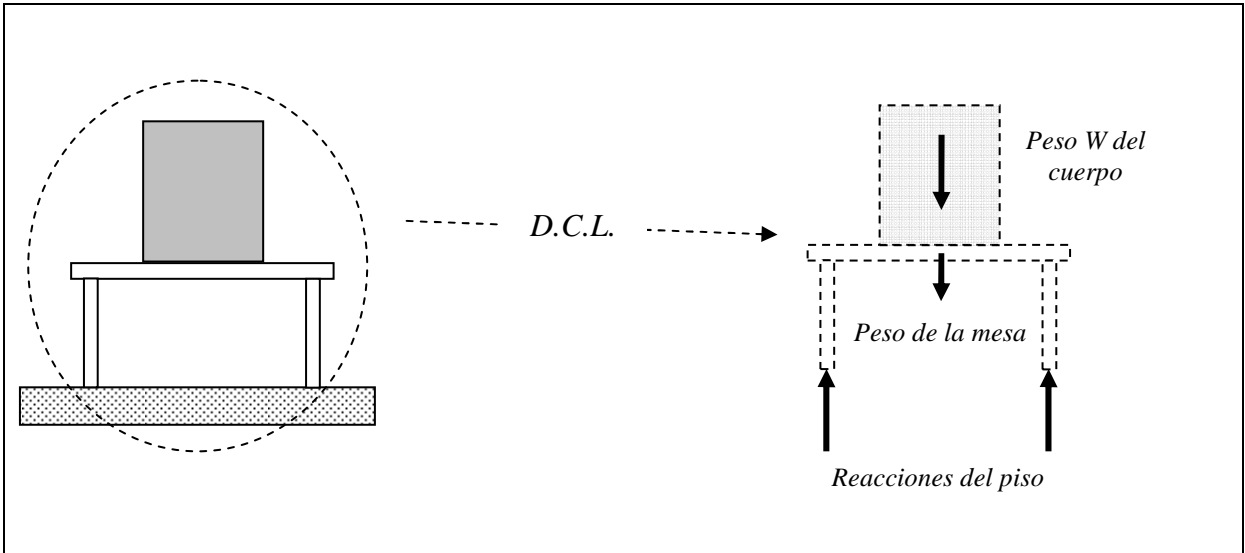 D.C.L.
Peso W del
cuerpo
Peso de la mesa
Reacciones del piso